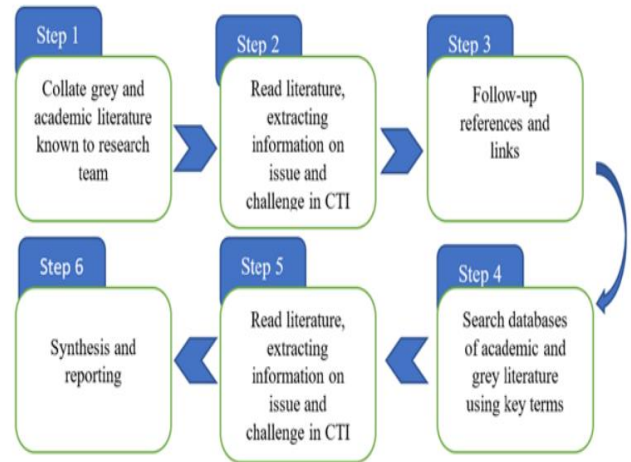 Step 1
Collate grey and
academic literature
known to research
team
Step 2
Read literature,
extracting
information on
issue and
challenge in CTI
Step 3
Follow-up
references and
links
Step 4
Search databases
of academic and
grey literature
using key terms
Step 5
Read literature,
extracting
information on
issue and
challenge in CTI
Step 6
Synthesis and
reporting